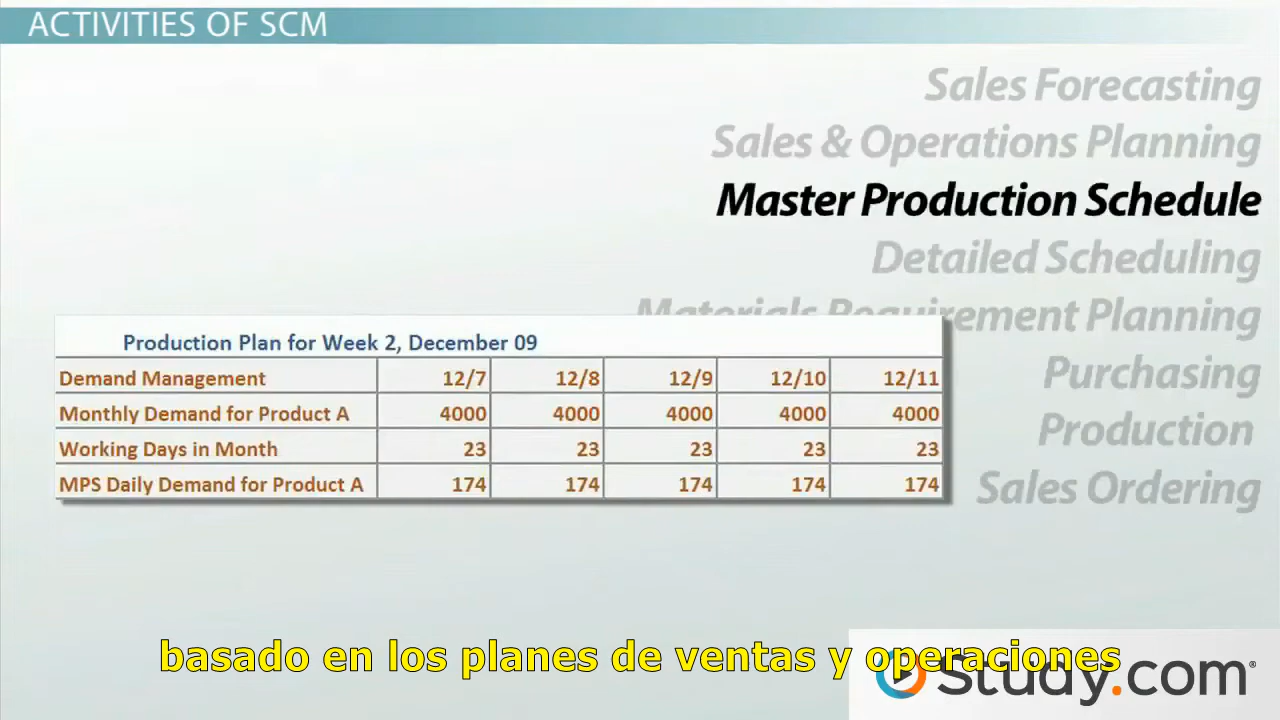 ACTIVITIES OF SCM
Sales Forecasting
Sales & Operations Planning
Master Production Schedule
Detailed Scheduling
Materials Requirement Planning
Purchasing
Production
Sales Ordering
Production Plan for Week 2, December 09
Demand Management 12/7 12/8 12/9 12/10 12/11
Monthly Demand for Product A 4000 4000 4000 4000 4000
Working Days in Month 23 23 23 23 23
MPS Daily Demand for Product A 174 174 174 174 174
basado en los planes de ventas y operaciones
Study.com®